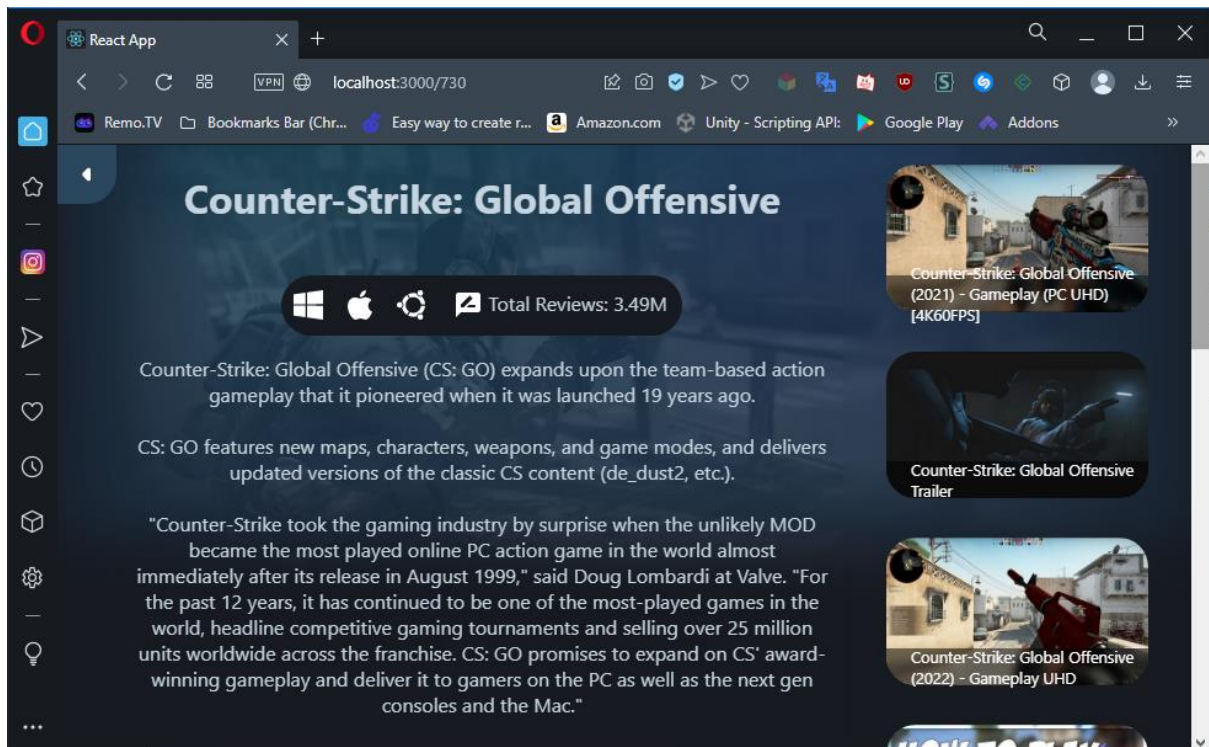 React App
VPN
localhost:3000/730
Remo.TV
Bookmarks Bar (Chr...
Easy way to create r...
Amazon.com
Unity - Scripting API:
Google Play
Addons
Counter-Strike: Global Offensive
Total Reviews: 3.49M
Counter-Strike: Global Offensive (CS: GO) expands upon the team-based action
gameplay that it pioneered when it was launched 19 years ago.
CS: GO features new maps, characters, weapons, and game modes, and delivers
updated versions of the classic CS content (de_dust2, etc.).
"Counter-Strike took the gaming industry by surprise when the unlikely MOD
became the most played online PC action game in the world almost
immediately after its release in August 1999," said Doug Lombardi at Valve. "For
the past 12 years, it has continued to be one of the most-played games in the
world, headline competitive gaming tournaments and selling over 25 million
units worldwide across the franchise. CS: GO promises to expand on CS' award-
winning gameplay and deliver it to gamers on the PC as well as the next gen
consoles and the Mac."
Counter-Strike: Global Offensive
(2021) - Gameplay (PC UHD)
[4K60FPS]
Counter-Strike: Global Offensive
Trailer
Counter-Strike: Global Offensive
(2022) - Gameplay UHD
HOW TO PLAY